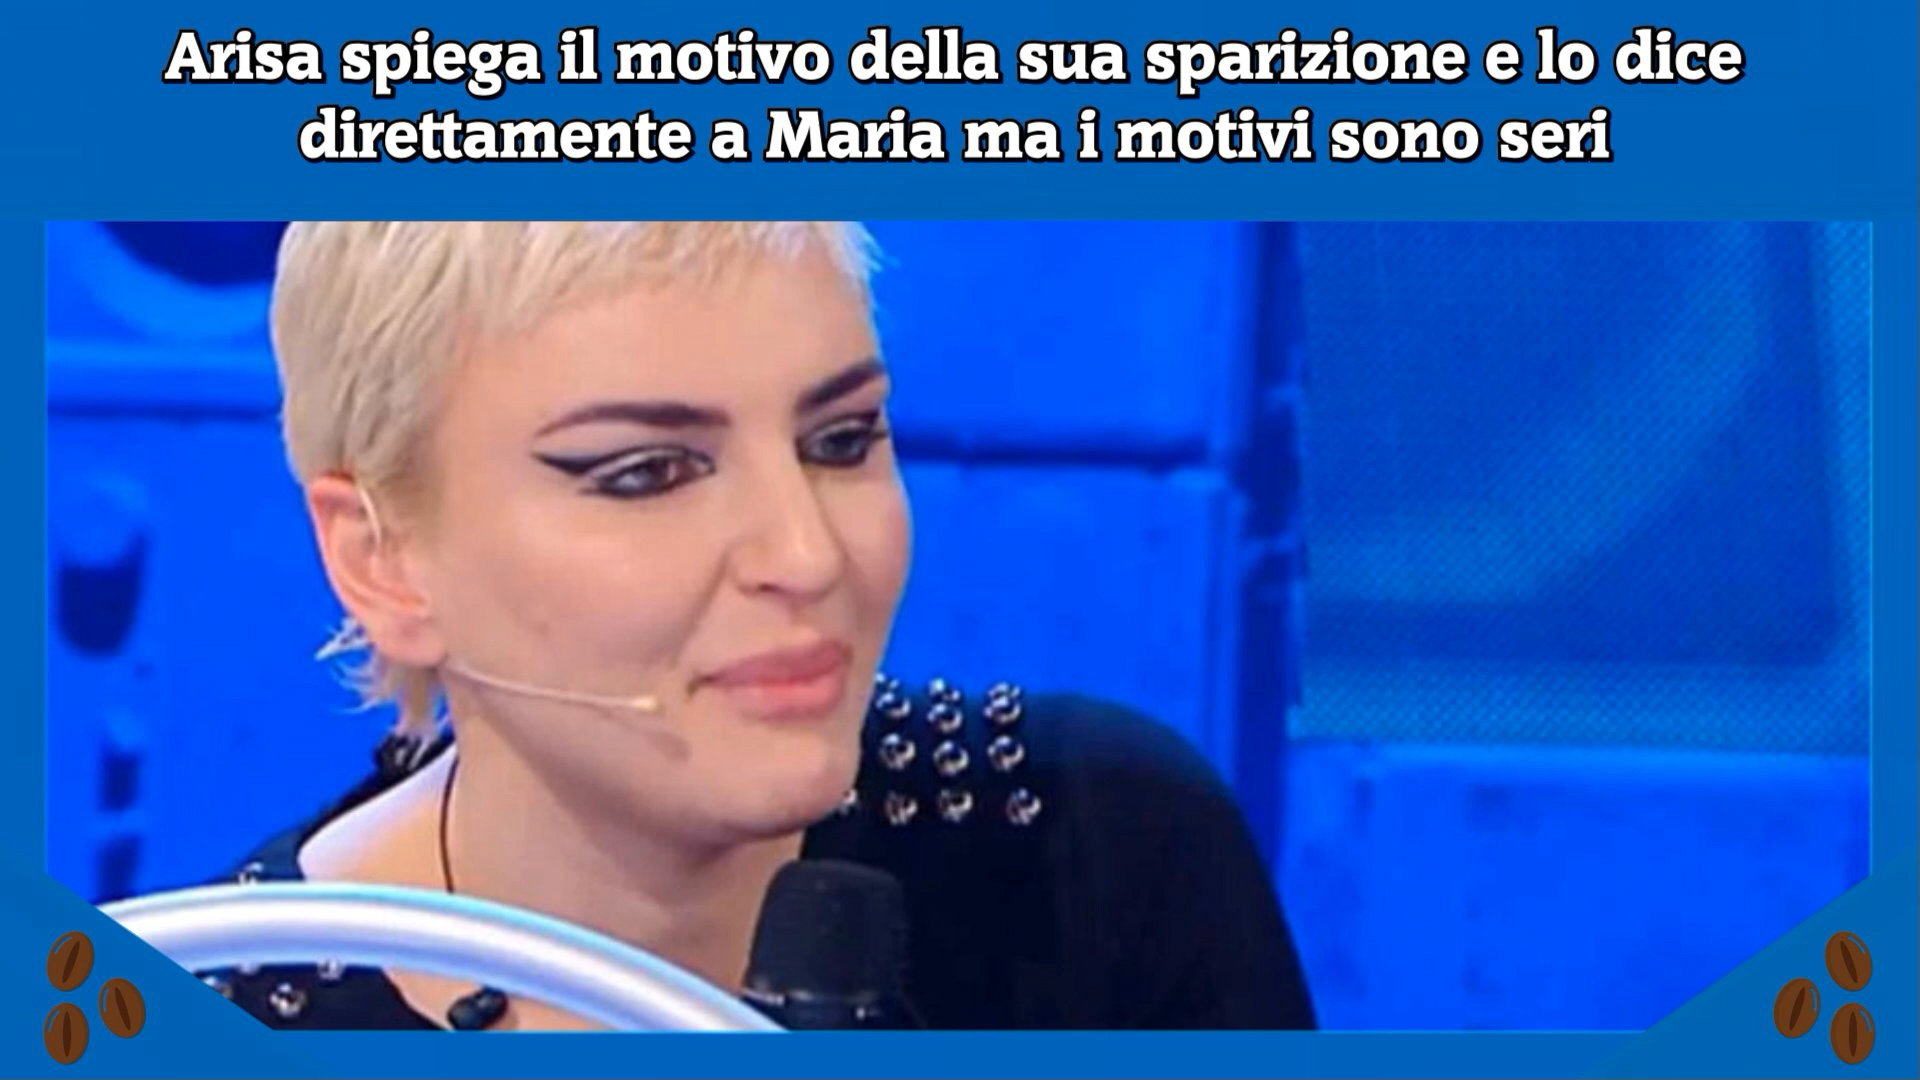 Arisa spiega il motivo della sua sparizione e lo dice
direttamente a Maria ma i motivi sono seri